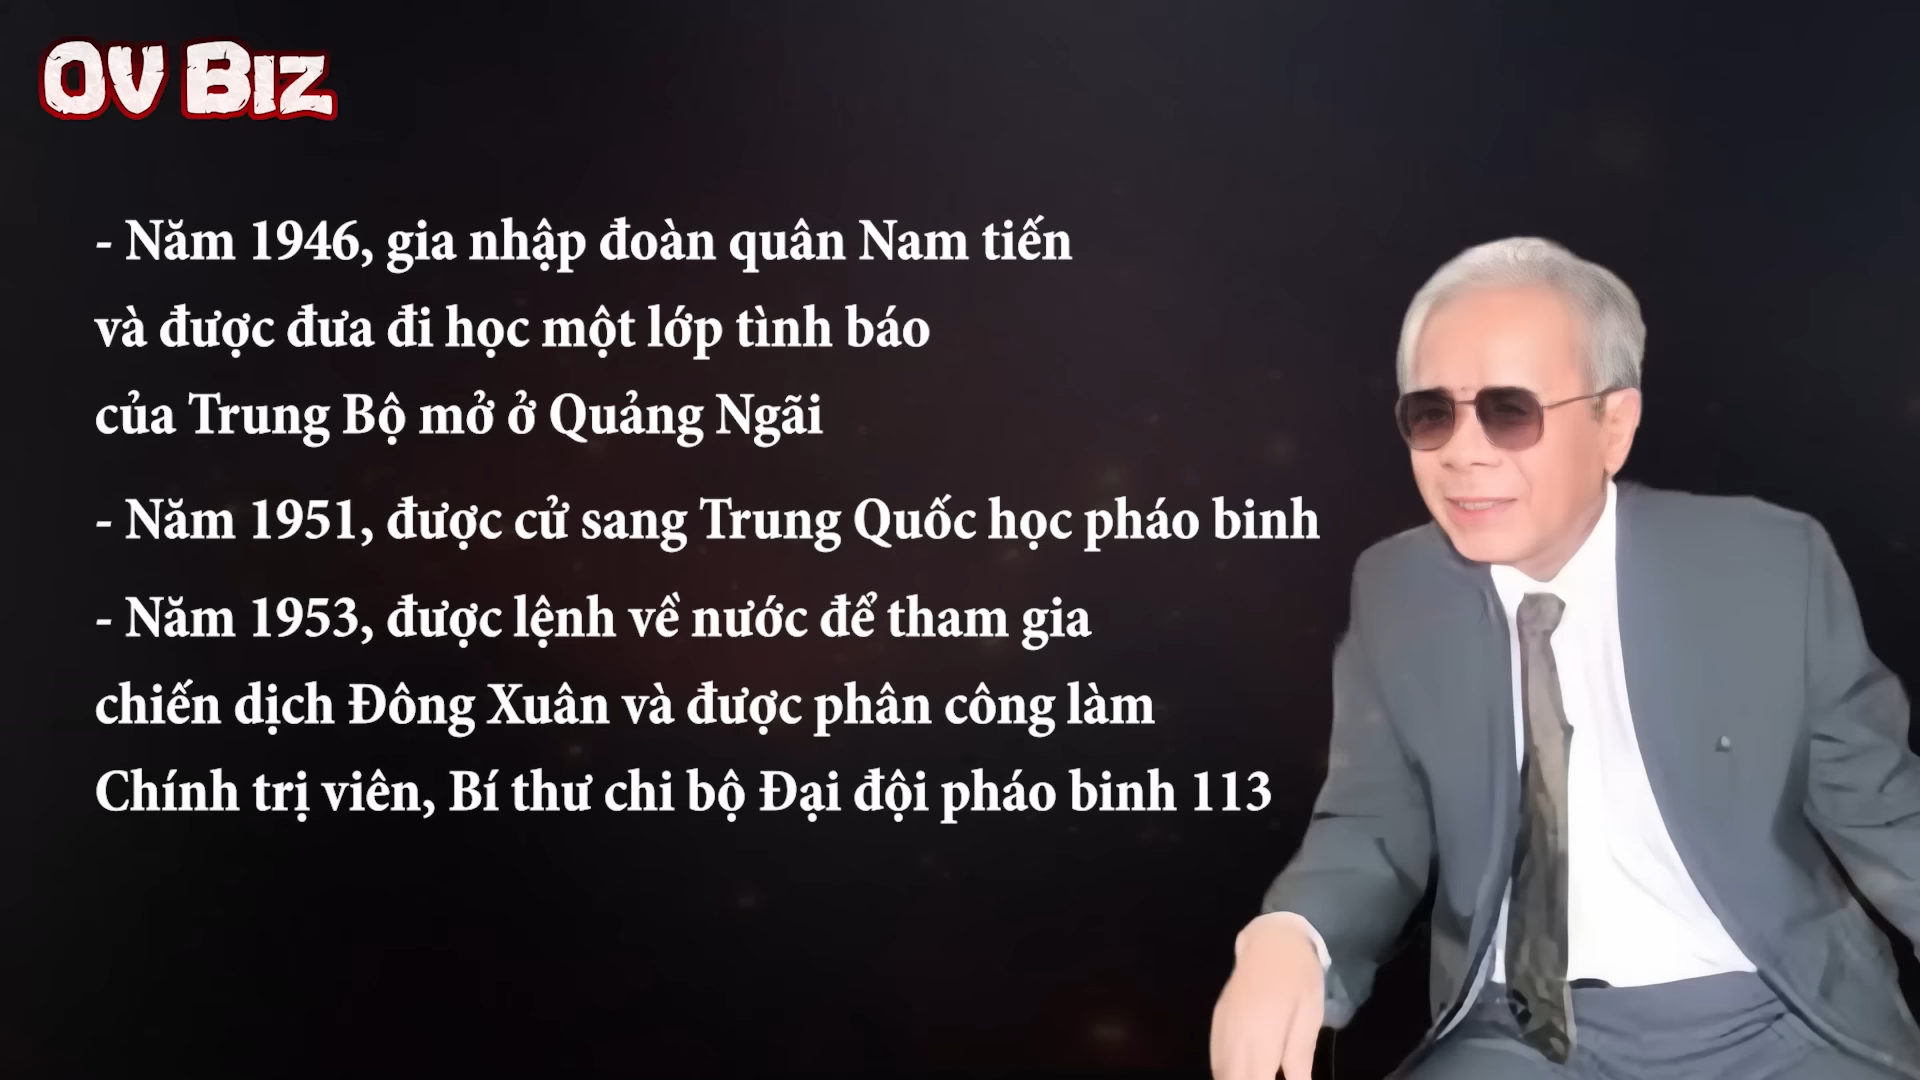 OV BIZ
- Năm 1946, gia nhập đoàn quân Nam tiến
và được đưa đi học một lớp tình báo
của Trung Bộ mở ở Quảng Ngãi
- Năm 1951, được cử sang Trung Quốc học pháo binh
- Năm 1953, được lệnh về nước để tham gia
chiến dịch Đông Xuân và được phân công làm
Chính trị viên, Bí thư chi bộ Đại đội pháo binh 113